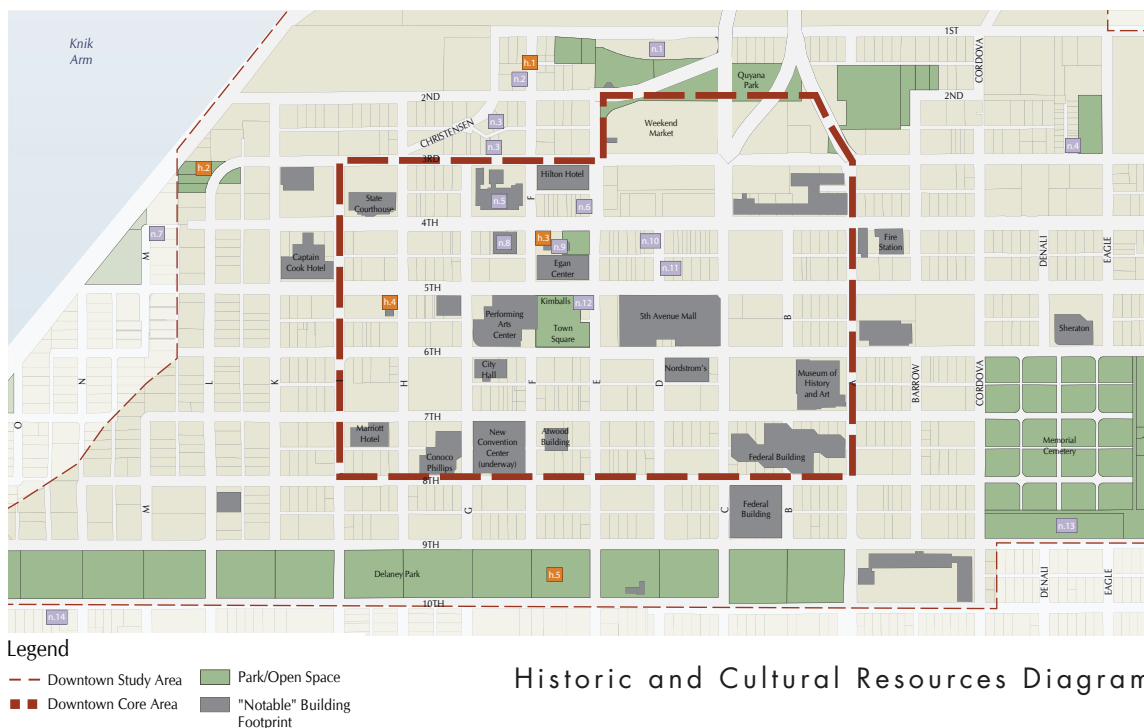 Knik
Arm
1ST
CORDOVA
n.1
h.1
n.2
Quyana
Park
2ND
2ND
n.3
CHRISTENSEN
Weekend
Market
n.3
n.4
3RD
h.2
Hilton Hotel
State
Courthouse
n.5
F
n.6
A
4TH
n.7
M
n.8
h.3
n.9
n.10
Fire
Station
DENALI
EAGLE
Captain
Cook Hotel
Egan
Center
n.11
5TH
h.4
Kimballs
n.12
Performing
Arts
Center
Town
Square
5th Avenue Mall
B
Sheraton
6TH
O
N
L
K
I
H
City
Hall
F
E
D
Nordstrom's
Museum of
History
and Art
A
BARROW
CORDOVA
7TH
Marriott
Hotel
Conoco
Phillips
New
Convention
Center
(underway)
Atwood
Building
Federal Building
Memorial
Cemetery
8TH
M
G
C
Federal
Building
B
n.13
9TH
Delaney Park
h.5
DENALI
EAGLE
10TH
n.14
Legend
Downtown Study Area
Park/Open Space
Downtown Core Area
"Notable" Building
Footprint
Historic and Cultural Resources Diagram